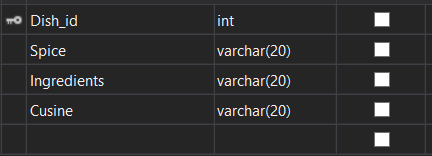 Dish_id int
Spice varchar(20)
Ingredients varchar(20)
Cusine varchar(20)